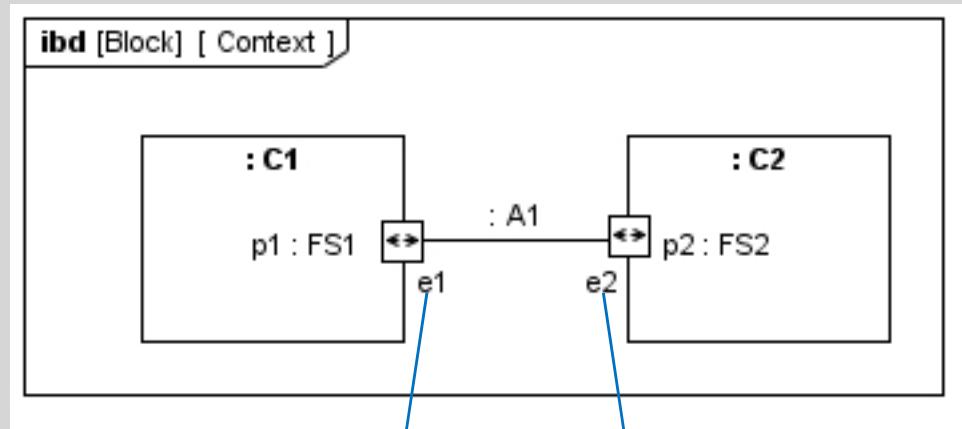 ibd [Block] [ Context ]
: C1
: C2
: A1
p1 : FS1
p2 : FS2
e1
e2